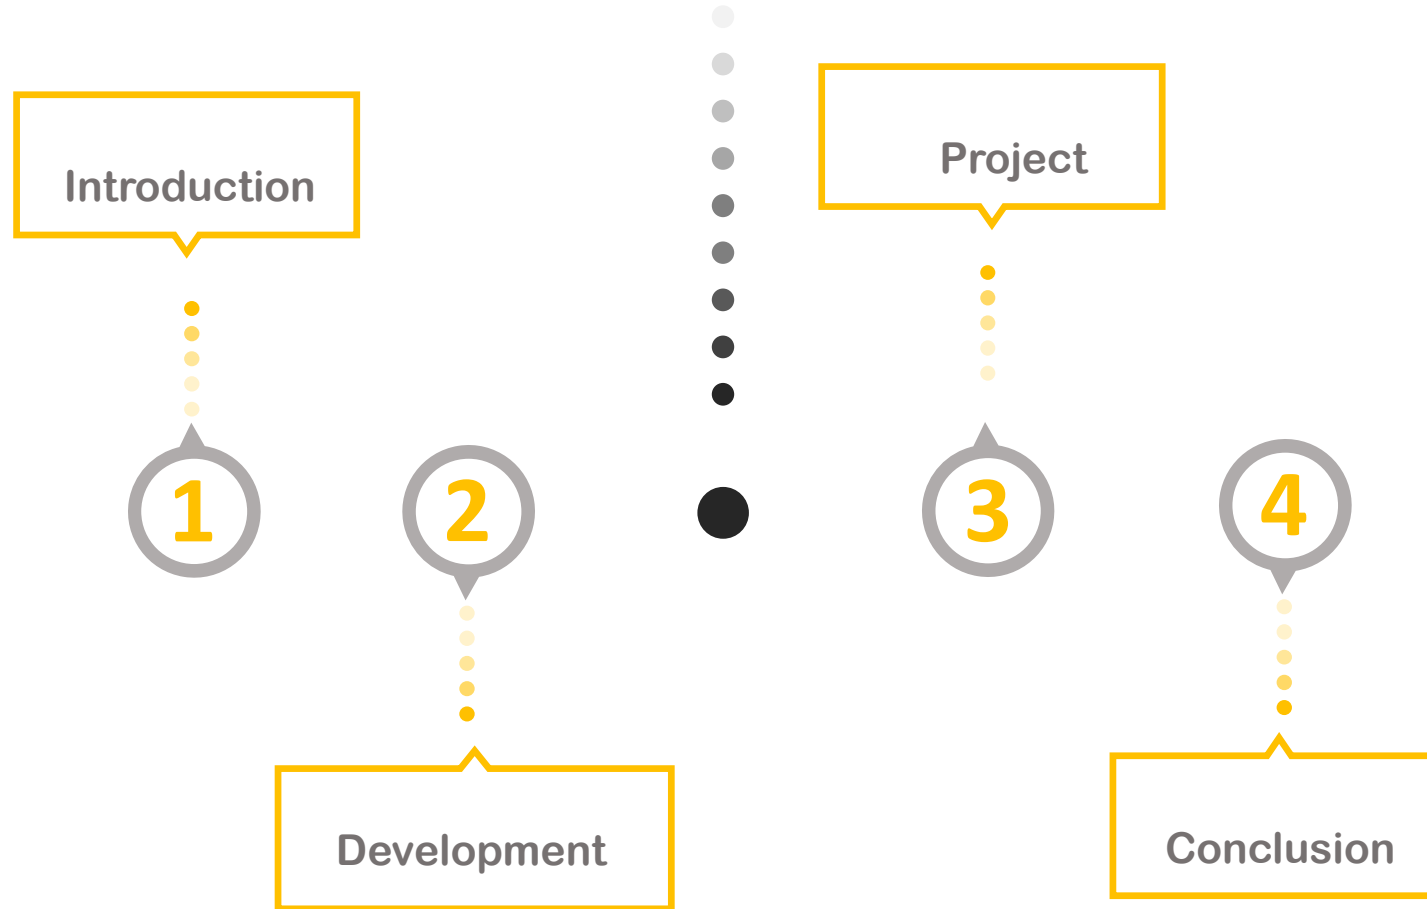 Introduction
Project
1
2
3
4
Development
Conclusion